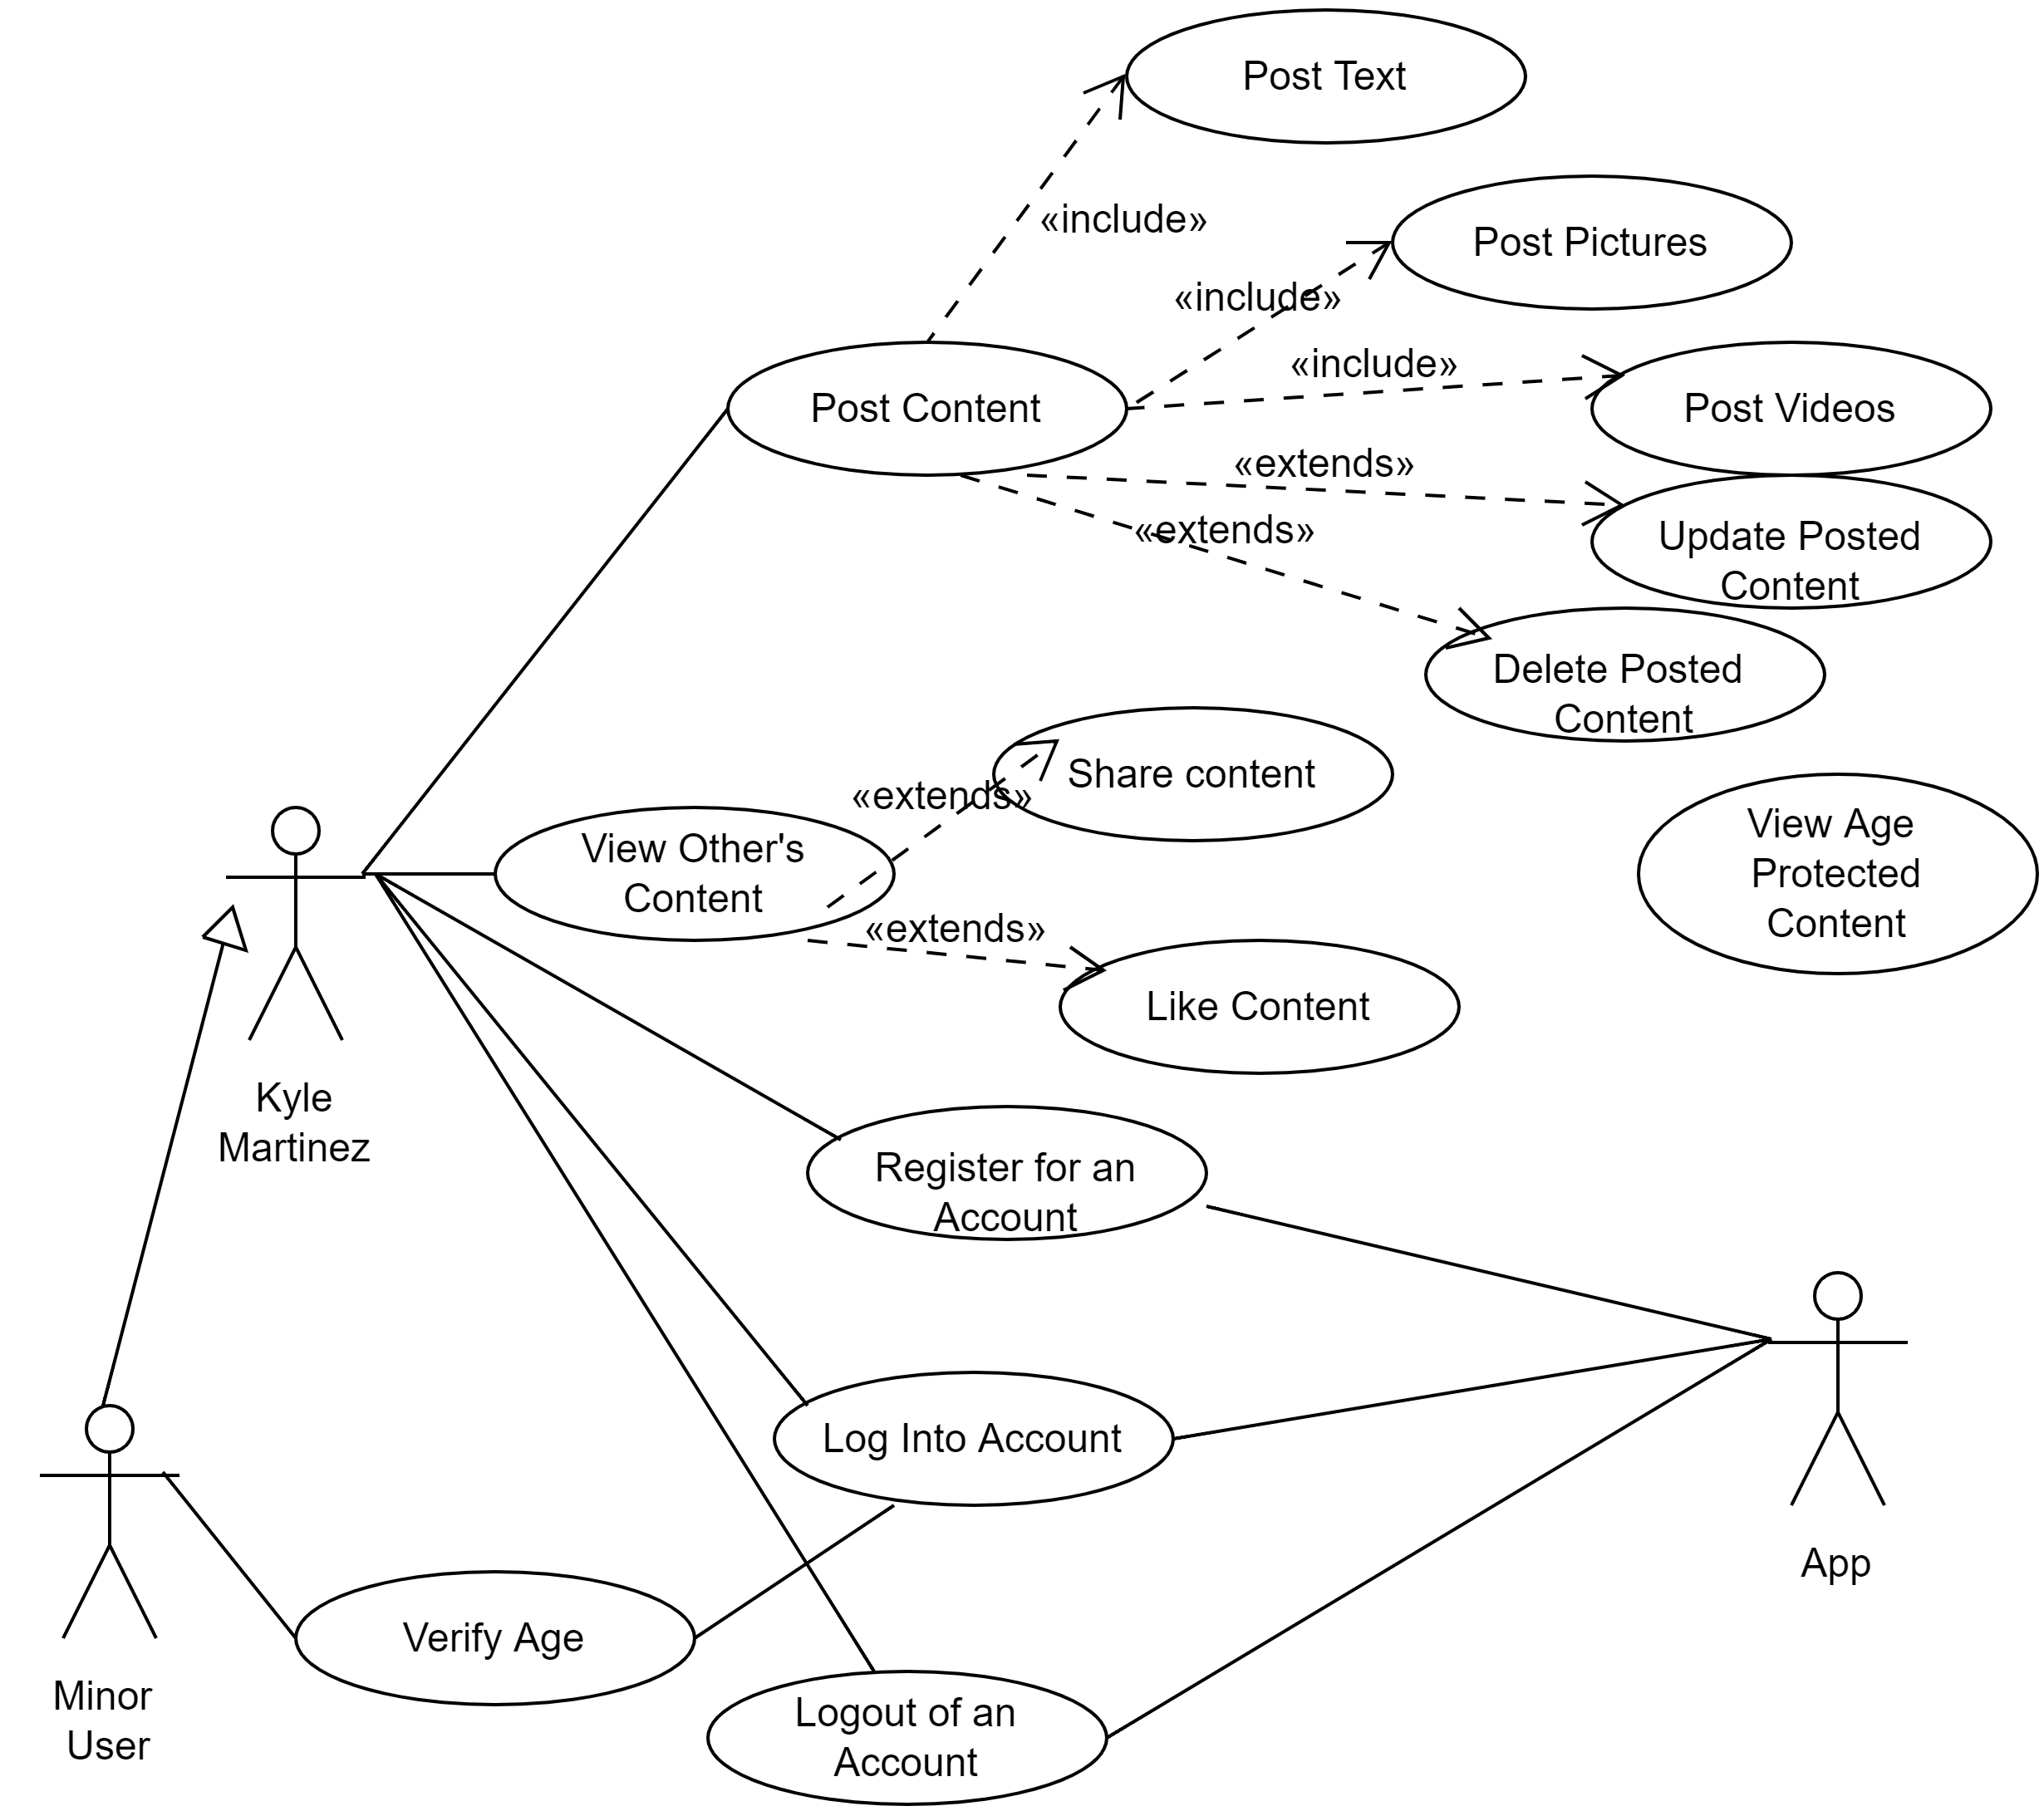 Post Text
«include»
Post Pictures
«include»
«include»
Post Content
Post Videos
«extends»
«extends»
Update Posted
Content
Delete Posted
Content
Share content
«extends»
View Other's
Content
View Age
Protected
Content
«extends»
Like Content
Kyle
Martinez
Register for an
Account
Log Into Account
App
Verify Age
Minor
User
Logout of an
Account